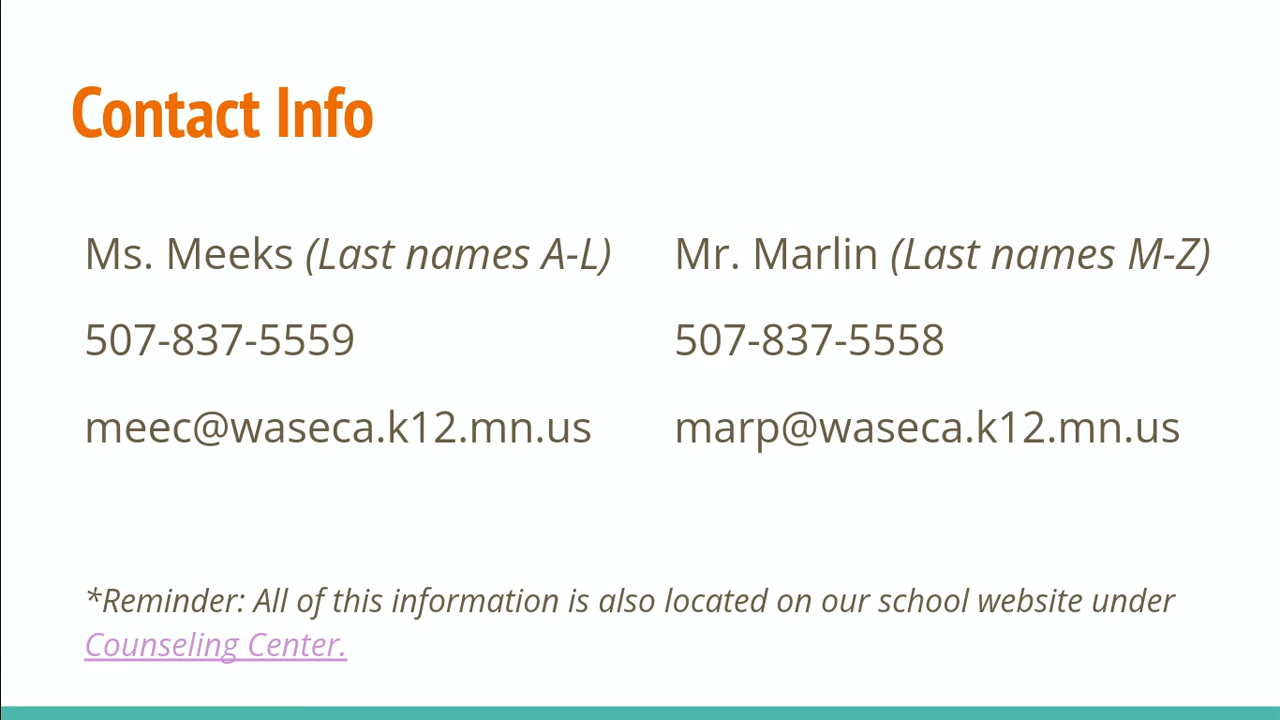 Contact Info
Ms. Meeks (Last names A-L)
507-837-5559
meec@waseca.k12.mn.us
Mr. Marlin (Last names M-Z)
507-837-5558
marp@waseca.k12.mn.us
*Reminder: All of this information is also located on our school website under
Counseling Center.